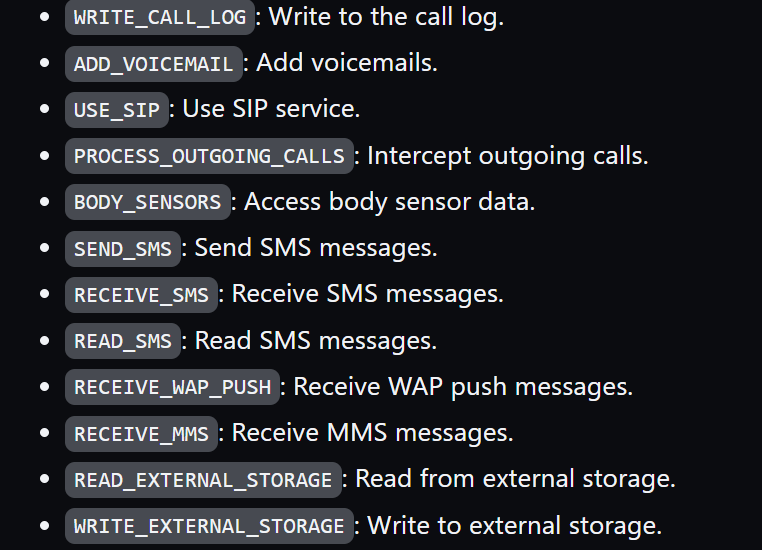 WRITE_CALL_LOG: Write to the call log.
ADD_VOICEMAIL: Add voicemails.
USE_SIP: Use SIP service.
PROCESS_OUTGOING_CALLS: Intercept outgoing calls.
BODY_SENSORS: Access body sensor data.
SEND_SMS: Send SMS messages.
RECEIVE_SMS: Receive SMS messages.
READ_SMS: Read SMS messages.
RECEIVE_WAP_PUSH: Receive WAP push messages.
RECEIVE_MMS: Receive MMS messages.
READ_EXTERNAL_STORAGE: Read from external storage.
WRITE_EXTERNAL_STORAGE: Write to external storage.